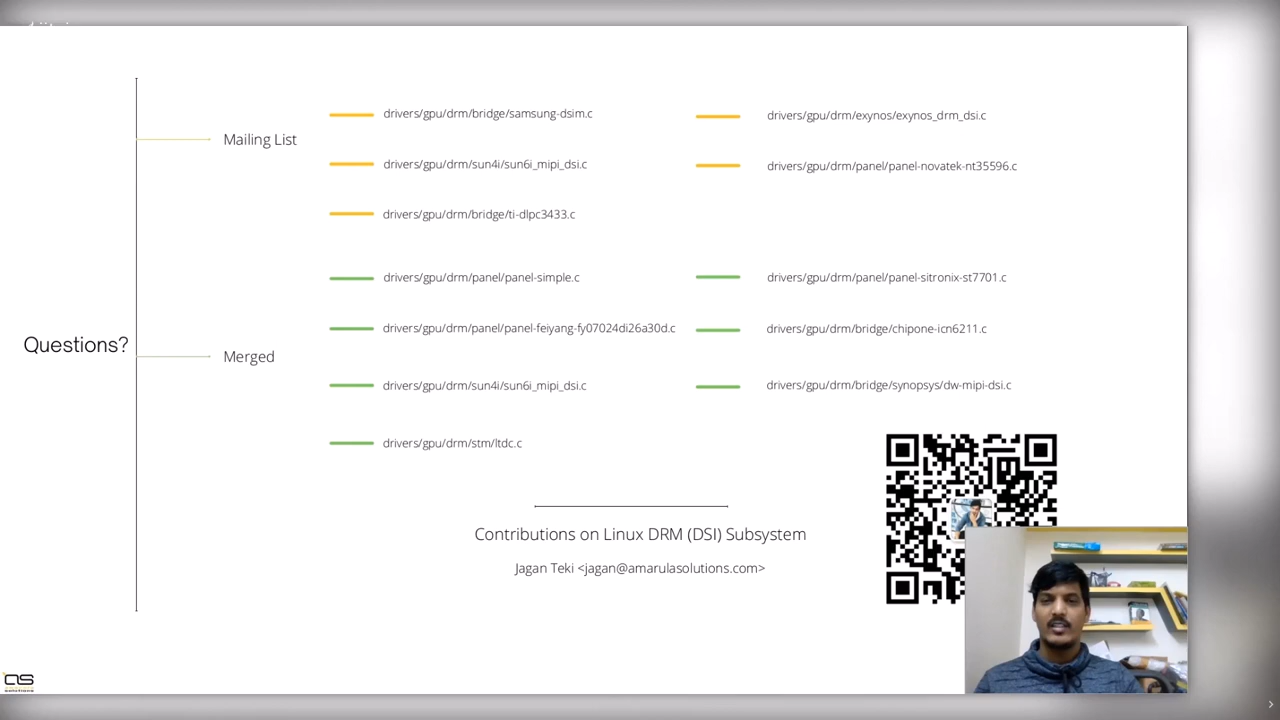 Mailing List
drivers/gpu/drm/bridge/samsung-dsim.c
drivers/gpu/drm/exynos/exynos_drm_dsi.c
drivers/gpu/drm/sun4i/sun6i_mipi_dsi.c
drivers/gpu/drm/panel/panel-novatek-nt35596.c
drivers/gpu/drm/bridge/ti-dlpc3433.c
Questions?
Merged
drivers/gpu/drm/panel/panel-simple.c
drivers/gpu/drm/panel/panel-sitronix-st7701.c
drivers/gpu/drm/panel/panel-feiyang-fy07024di26a30d.c
drivers/gpu/drm/bridge/chipone-icn6211.c
drivers/gpu/drm/sun4i/sun6i_mipi_dsi.c
drivers/gpu/drm/bridge/synopsys/dw-mipi-dsi.c
drivers/gpu/drm/stm/ltdc.c
Contributions on Linux DRM (DSI) Subsystem
Jagan Teki <jagan@amarulasolutions.com>